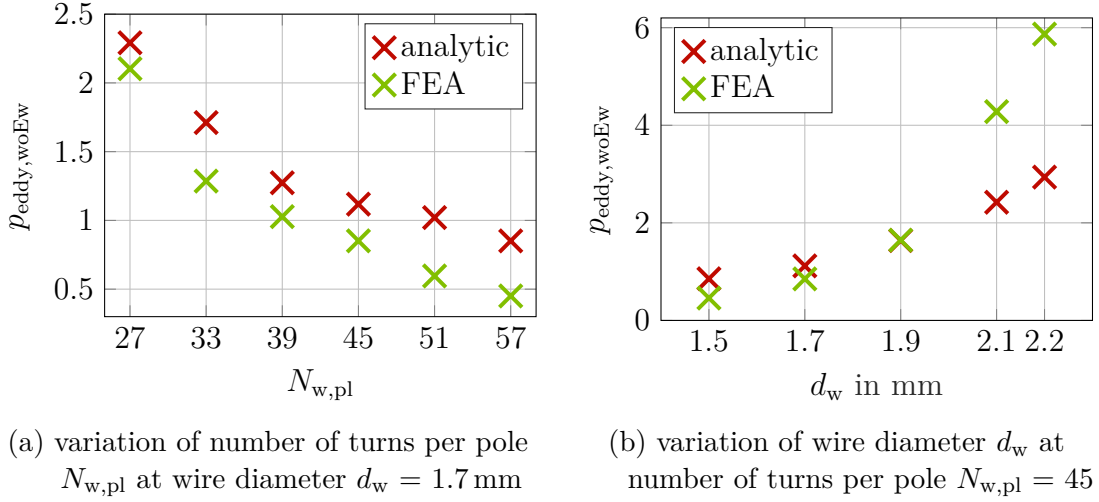 2.5
2
1.5
1
0.5
p_eddy,woEw
analytic
FEA
27 33 39 45 51 57
N_w,pl
(a) variation of number of turns per pole
N_w,pl at wire diameter d_w = 1.7 mm
6
4
2
0
p_eddy,woEw
analytic
FEA
1.5 1.7 1.9 2.1 2.2
d_w in mm
(b) variation of wire diameter d_w at
number of turns per pole N_w,pl = 45